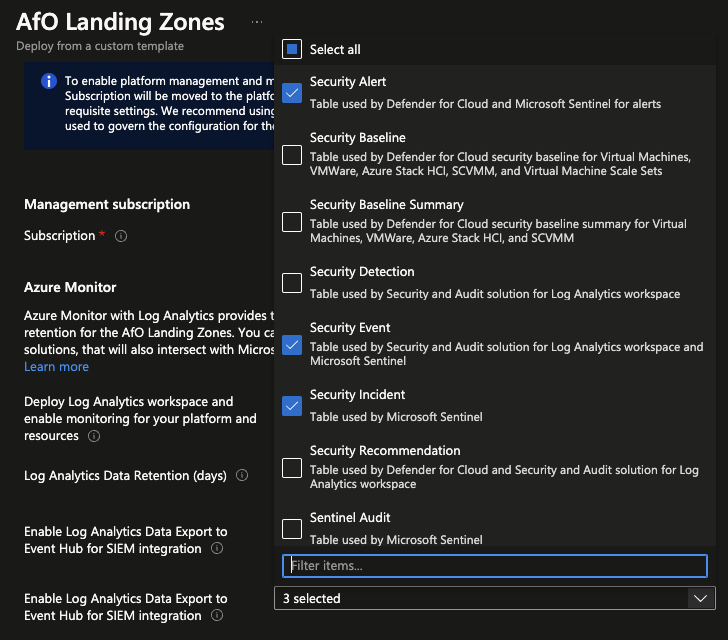 AfO Landing Zones ...
Deploy from a custom template
To enable platform management and m
Subscription will be moved to the platfo
requisite settings. We recommend using
used to govern the configuration for the
Management subscription
Subscription *
Azure Monitor
Azure Monitor with Log Analytics provides t
retention for the AfO Landing Zones. You ca
solutions, that will also intersect with Micros
Learn more
Deploy Log Analytics workspace and
enable monitoring for your platform and
resources
Log Analytics Data Retention (days)
Enable Log Analytics Data Export to
Event Hub for SIEM integration
Enable Log Analytics Data Export to
Event Hub for SIEM integration
Select all
Security Alert
Table used by Defender for Cloud and Microsoft Sentinel for alerts
Security Baseline
Table used by Defender for Cloud security baseline for Virtual Machines,
VMWare, Azure Stack HCI, SCVMM, and Virtual Machine Scale Sets
Security Baseline Summary
Table used by Defender for Cloud security baseline summary for Virtual
Machines, VMWare, Azure Stack HCI, and SCVMM
Security Detection
Table used by Security and Audit solution for Log Analytics workspace
Security Event
Table used by Security and Audit solution for Log Analytics workspace and
Microsoft Sentinel
Security Incident
Table used by Microsoft Sentinel
Security Recommendation
Table used by Defender for Cloud and Security and Audit solution for Log
Analytics workspace
Sentinel Audit
Table used by Microsoft Sentinel
Filter items...
3 selected